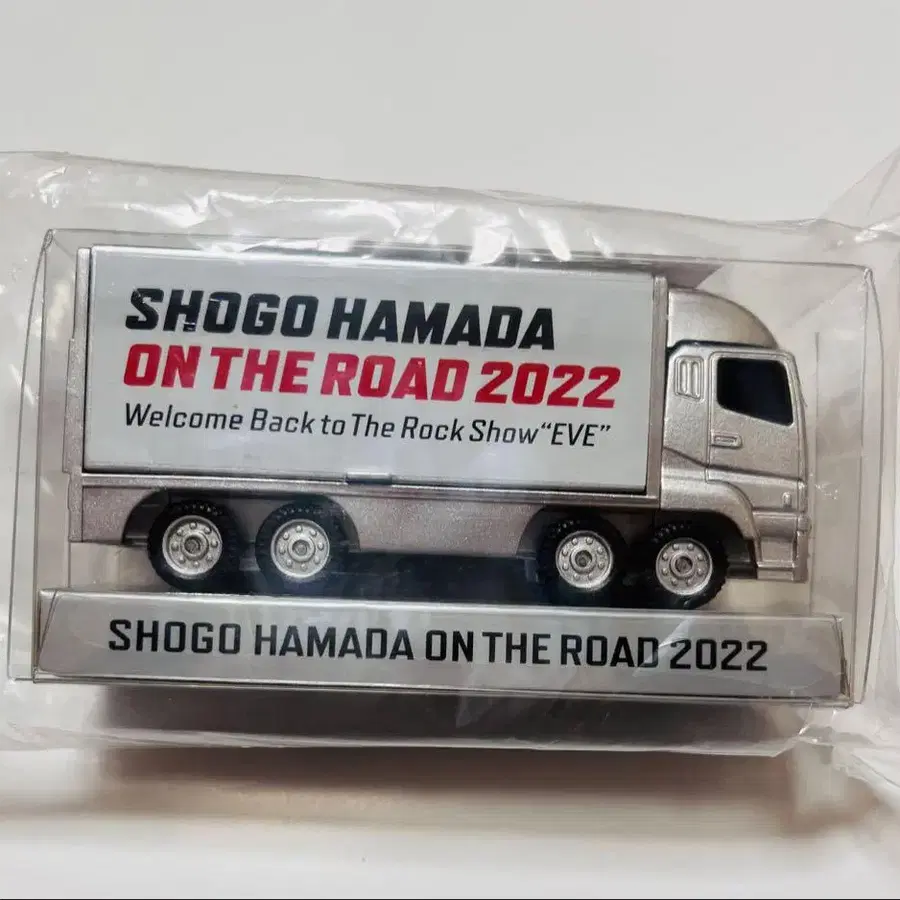 SHOGO HAMADA
ON THE ROAD 2022
Welcome Back to The Rock Show "EVE"
SHOGO HAMADA ON THE ROAD 2022